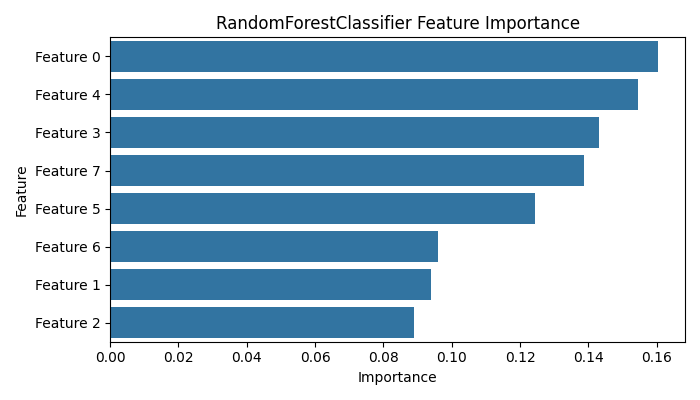 RandomForestClassifier Feature Importance
Feature 0
Feature 4
Feature 3
Feature 7
Feature 5
Feature 6
Feature 1
Feature 2
Feature
0.00 0.02 0.04 0.06 0.08 0.10 0.12 0.14 0.16
Importance